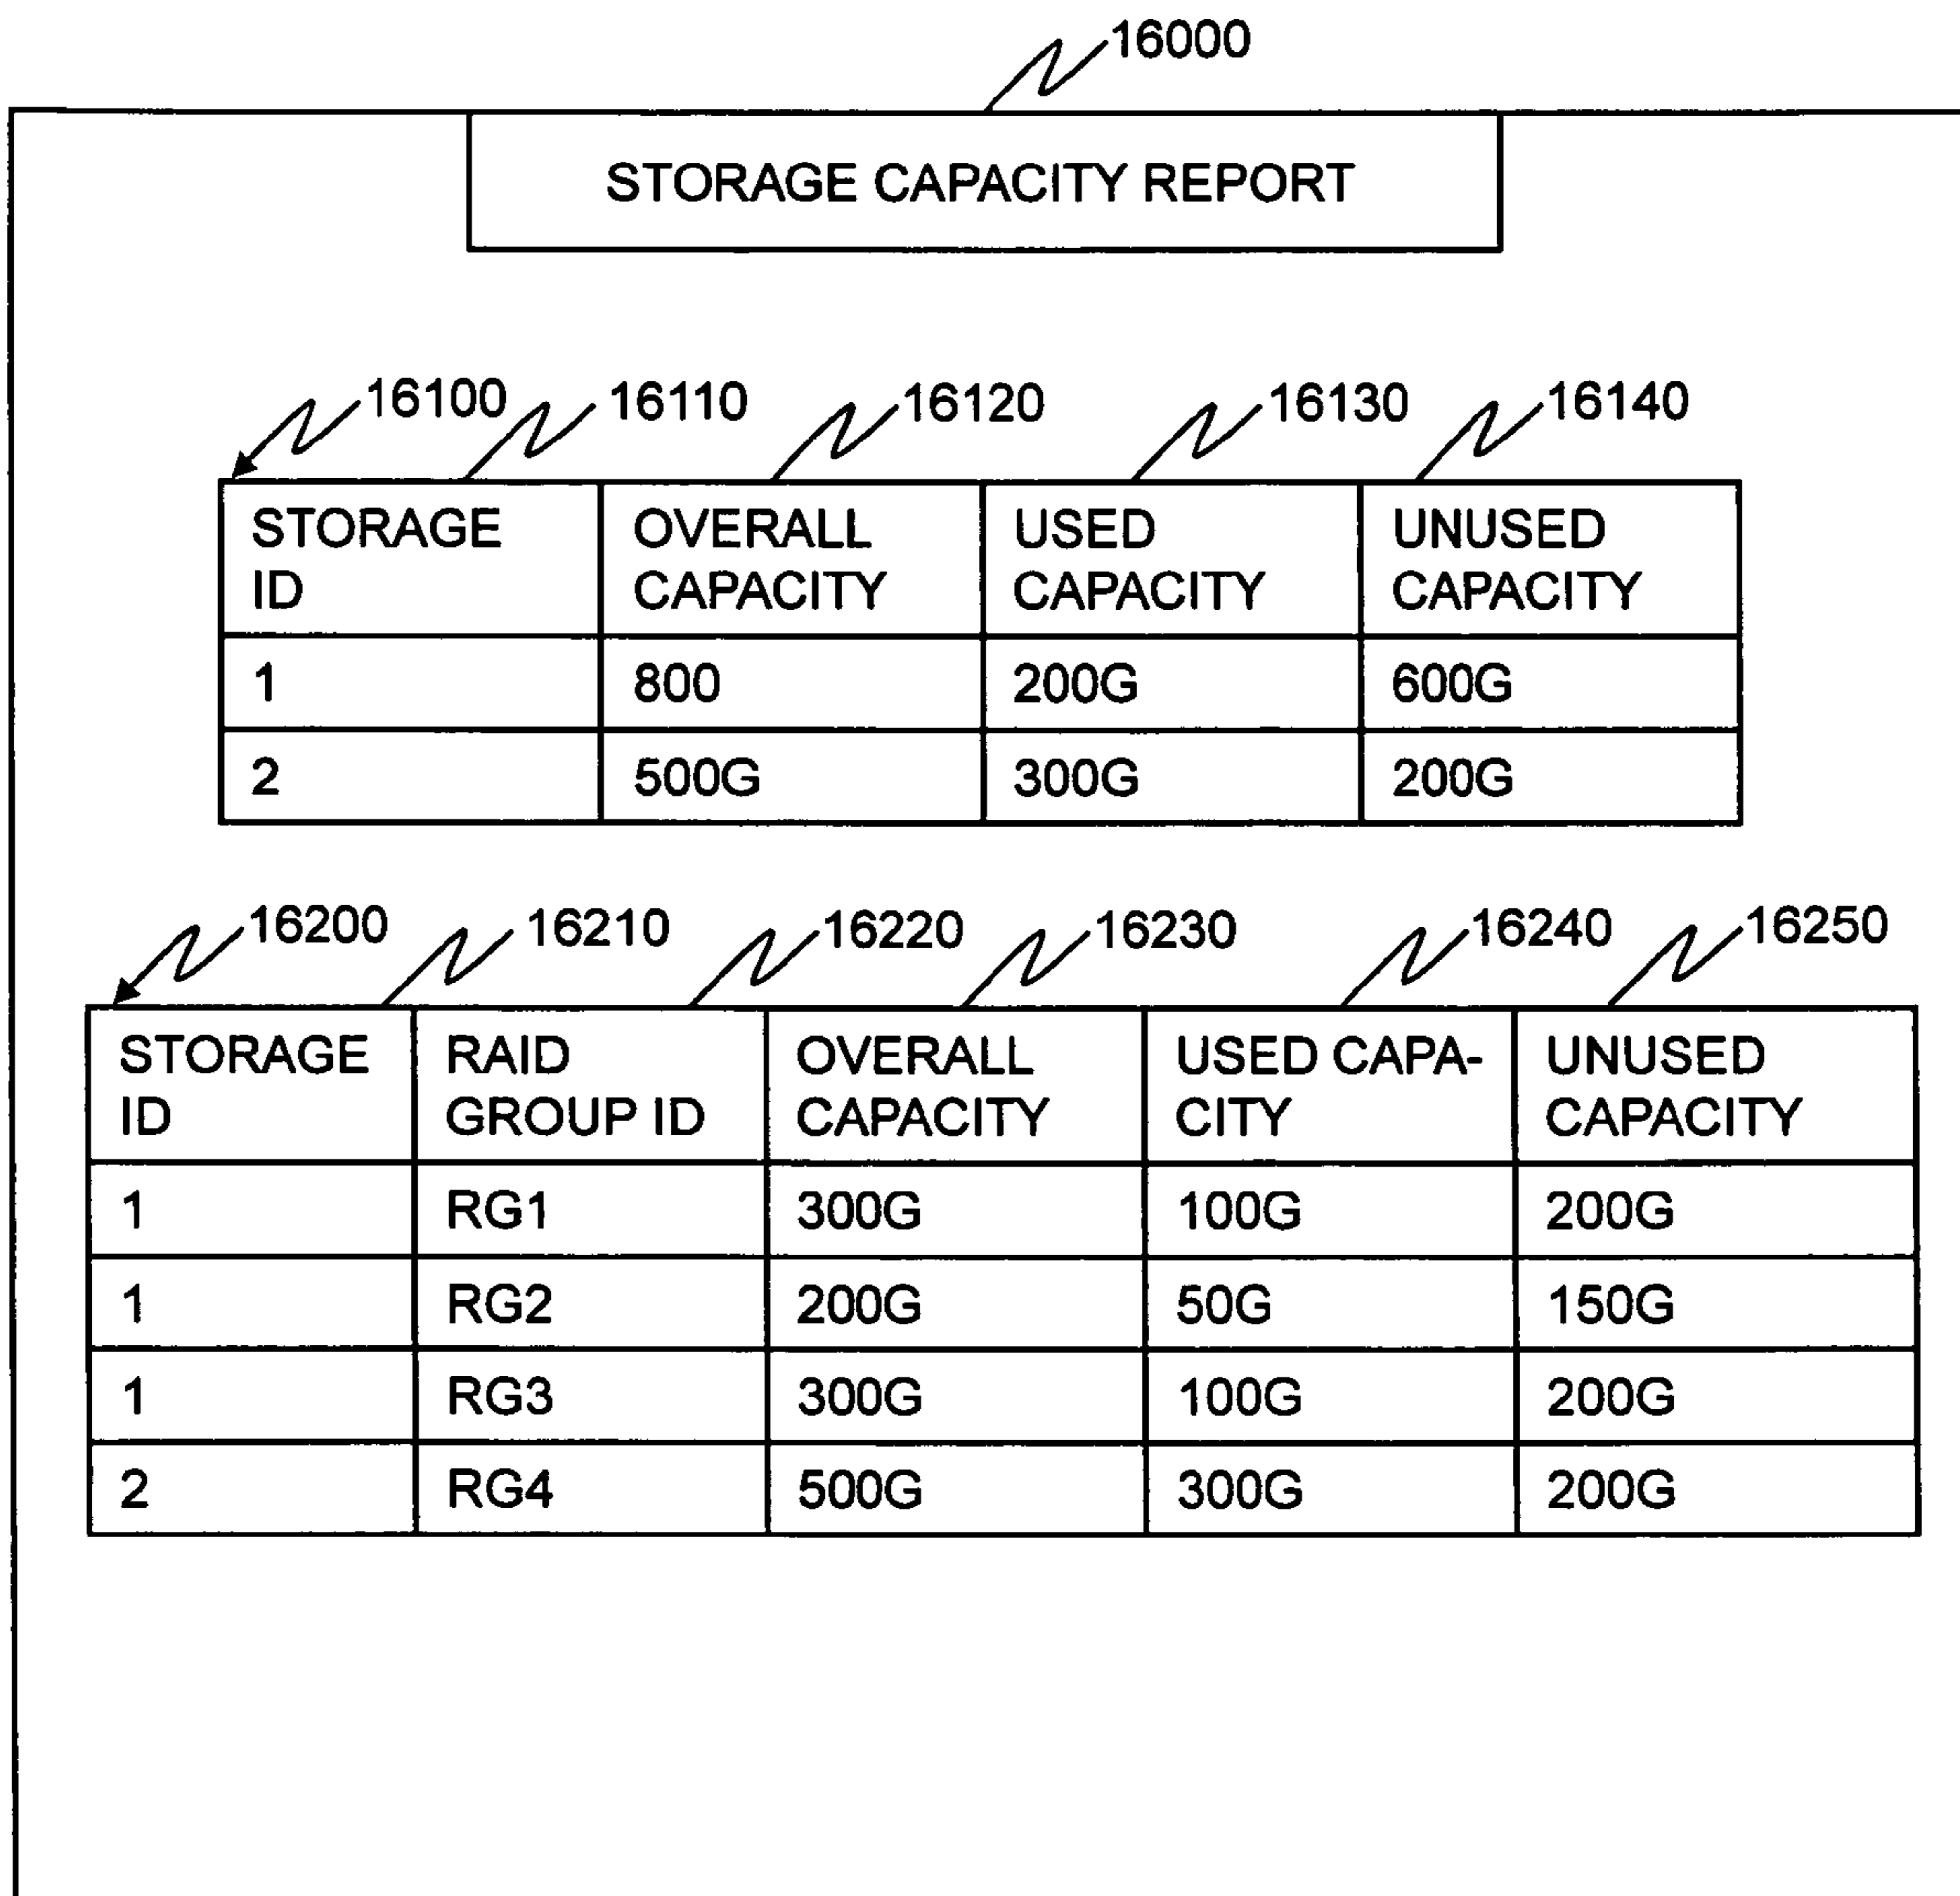 16000
STORAGE CAPACITY REPORT
16100 16110 16120 16130 16140
STORAGE ID OVERALL CAPACITY USED CAPACITY UNUSED CAPACITY
1 800 200G 600G
2 500G 300G 200G
16200 16210 16220 16230 16240 16250
STORAGE ID RAID GROUP ID OVERALL CAPACITY USED CAPA-CITY UNUSED CAPACITY
1 RG1 300G 100G 200G
1 RG2 200G 50G 150G
1 RG3 300G 100G 200G
2 RG4 500G 300G 200G